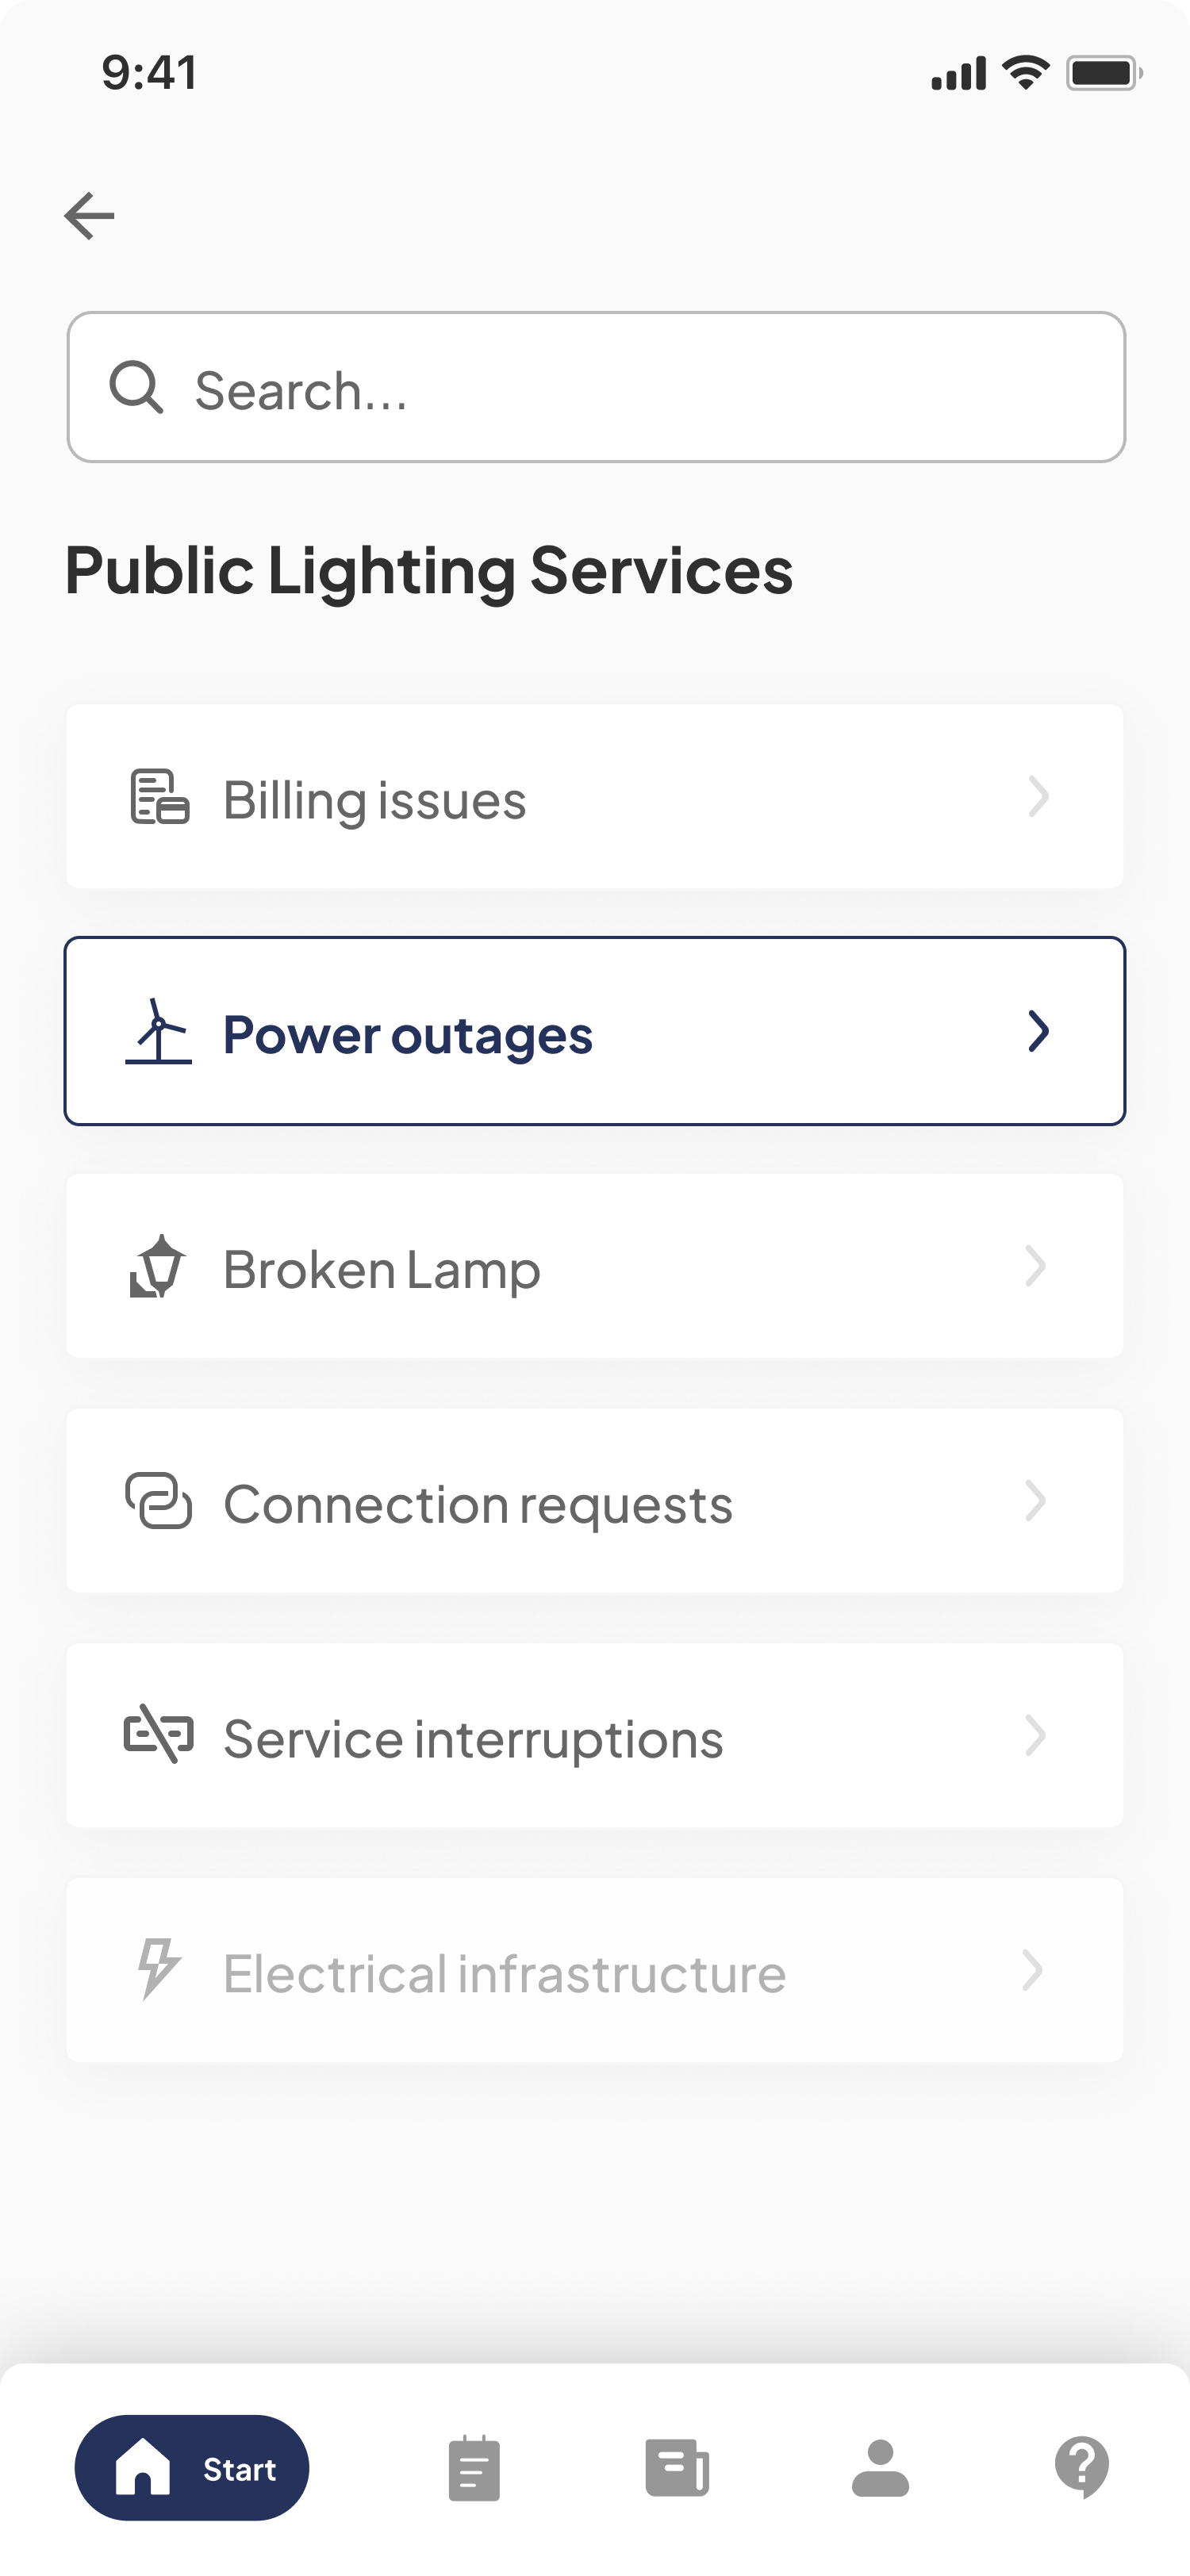 9:41
Search...
Public Lighting Services
Billing issues
Power outages
Broken Lamp
Connection requests
Service interruptions
Electrical infrastructure
Start